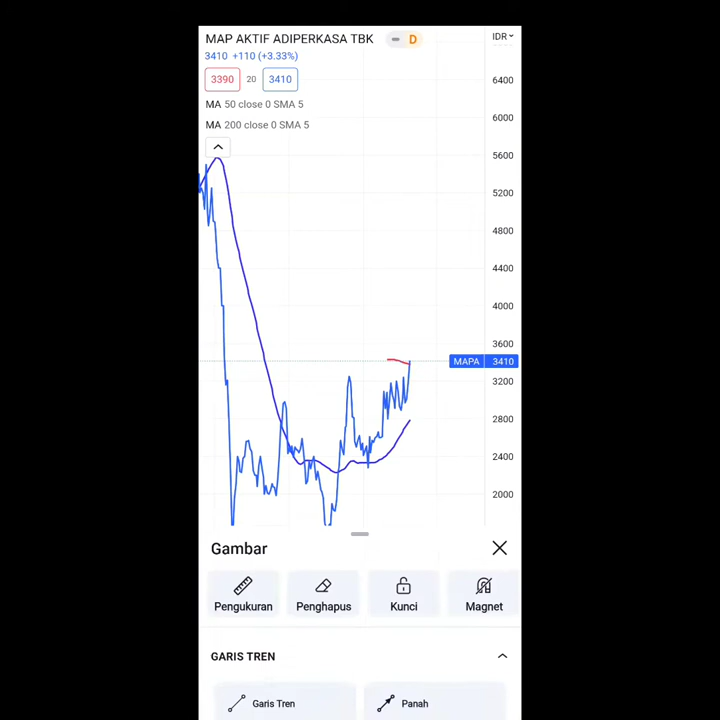 MAP AKTIF ADIPERKASA TBK
D
IDR
3410 +110 (+3.33%)
3390 20 3410
MA 50 close 0 SMA 5
MA 200 close 0 SMA 5
6400
6000
5600
5200
4800
4400
4000
3600
MAPA 3410
3200
2800
2400
2000
Gambar
Pengukuran Penghapus Kunci Magnet
GARIS TREN
Garis Tren Panah